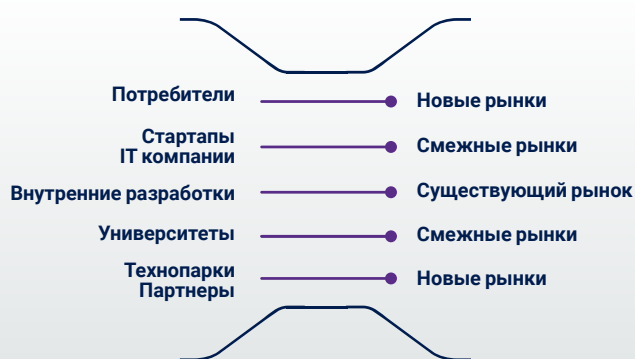 Потребители
Новые рынки
Стартапы
IT компании
Смежные рынки
Внутренние разработки
Существующий рынок
Университеты
Смежные рынки
Технопарки
Партнеры
Новые рынки